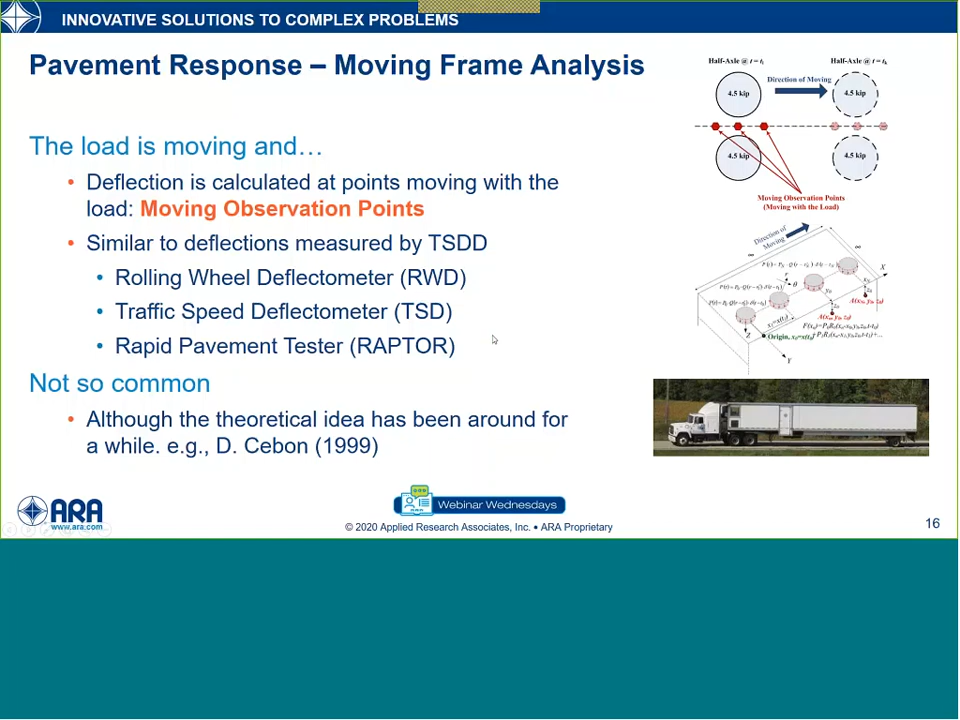 INNOVATIVE SOLUTIONS TO COMPLEX PROBLEMS
Pavement Response – Moving Frame Analysis
The load is moving and…
• Deflection is calculated at points moving with the
load: Moving Observation Points
• Similar to deflections measured by TSDD
• Rolling Wheel Deflectometer (RWD)
• Traffic Speed Deflectometer (TSD)
• Rapid Pavement Tester (RAPTOR)
Not so common
• Although the theoretical idea has been around for
a while. e.g., D. Cebon (1999)
Half-Axle @ t = tᵢ
Half-Axle @ t = tₖ
Direction of Moving
4.5 kip
4.5 kip
4.5 kip
4.5 kip
Moving Observation Points
(Moving with the Load)
Direction of
Moving
∞
∞
X
θ
Z
Y
ARA
www.ara.com
Webinar Wednesdays
© 2020 Applied Research Associates, Inc. • ARA Proprietary
16